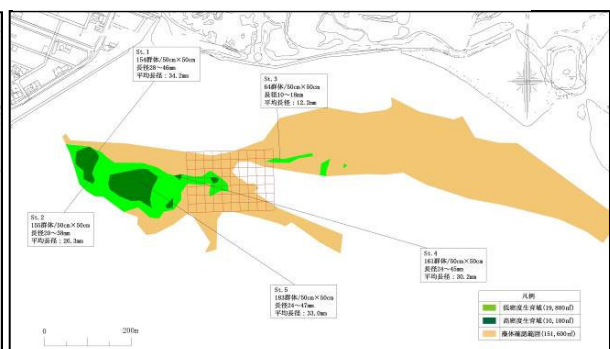 St.1
154群体/50cm×50cm
長径28～46mm
平均長径：34.2mm
St.3
64群体/50cm×50cm
長径10～18mm
平均長径：12.2mm
N
St.2
155群体/50cm×50cm
長径20～38mm
平均長径：26.3mm
St.4
161群体/50cm×50cm
長径24～45mm
平均長径：30.2mm
St.5
183群体/50cm×50cm
長径24～47mm
平均長径：33.0mm
0 200m
凡例
低密度生育域(19,800㎡)
高密度生育域(10,100㎡)
藻体確認範囲(151,600㎡)